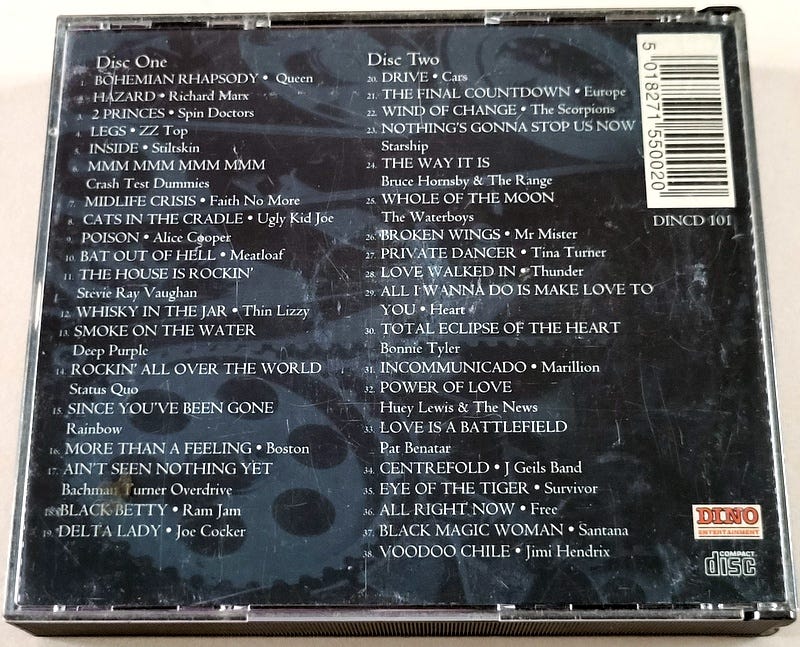 Disc One
1. BOHEMIAN RHAPSODY • Queen
2. HAZARD • Richard Marx
3. 2 PRINCES • Spin Doctors
4. LEGS • ZZ Top
5. INSIDE • Stiltskin
6. MMM MMM MMM MMM
Crash Test Dummies
7. MIDLIFE CRISIS • Faith No More
8. CATS IN THE CRADLE • Ugly Kid Joe
9. POISON • Alice Cooper
10. BAT OUT OF HELL • Meatloaf
11. THE HOUSE IS ROCKIN'
Stevie Ray Vaughan
12. WHISKY IN THE JAR • Thin Lizzy
13. SMOKE ON THE WATER
Deep Purple
14. ROCKIN' ALL OVER THE WORLD
Status Quo
15. SINCE YOU'VE BEEN GONE
Rainbow
16. MORE THAN A FEELING • Boston
17. AIN'T SEEN NOTHING YET
Bachman Turner Overdrive
18. BLACK BETTY • Ram Jam
19. DELTA LADY • Joe Cocker
Disc Two
20. DRIVE • Cars
21. THE FINAL COUNTDOWN • Europe
22. WIND OF CHANGE • The Scorpions
23. NOTHING'S GONNA STOP US NOW
Starship
24. THE WAY IT IS
Bruce Hornsby & The Range
25. WHOLE OF THE MOON
The Waterboys
26. BROKEN WINGS • Mr Mister
27. PRIVATE DANCER • Tina Turner
28. LOVE WALKED IN • Thunder
29. ALL I WANNA DO IS MAKE LOVE TO
YOU • Heart
30. TOTAL ECLIPSE OF THE HEART
Bonnie Tyler
31. INCOMMUNICADO • Marillion
32. POWER OF LOVE
Huey Lewis & The News
33. LOVE IS A BATTLEFIELD
Pat Benatar
34. CENTREFOLD • J Geils Band
35. EYE OF THE TIGER • Survivor
36. ALL RIGHT NOW • Free
37. BLACK MAGIC WOMAN • Santana
38. VOODOO CHILE • Jimi Hendrix
5 018271 550020
DINCD 101
DINO
ENTERTAINMENT
COMPACT
disc